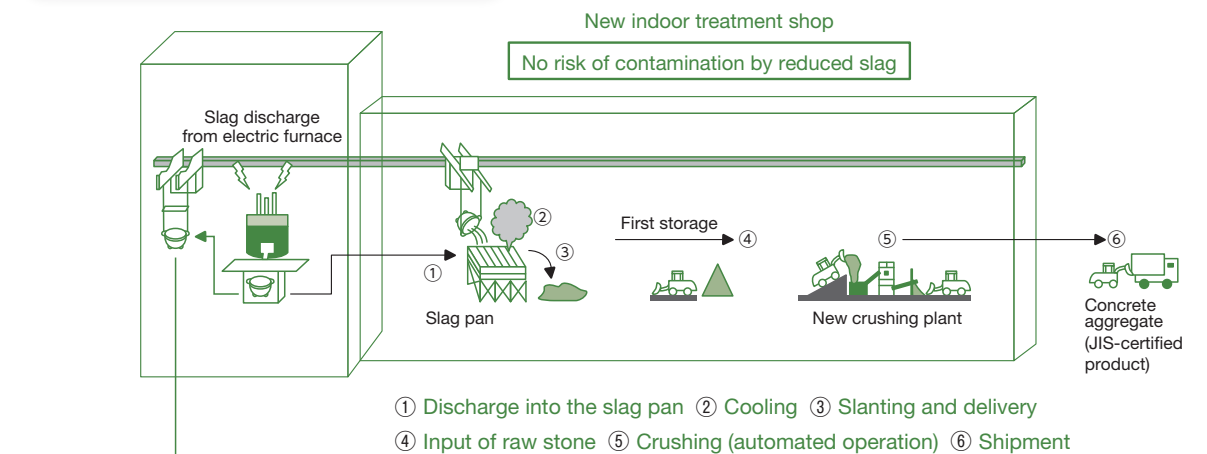 New indoor treatment shop
No risk of contamination by reduced slag
Slag discharge
from electric furnace
②
First storage
④
⑤
⑥
③
①
Slag pan
New crushing plant
Concrete
aggregate
(JIS-certified
product)
① Discharge into the slag pan ② Cooling ③ Slanting and delivery
④ Input of raw stone ⑤ Crushing (automated operation) ⑥ Shipment